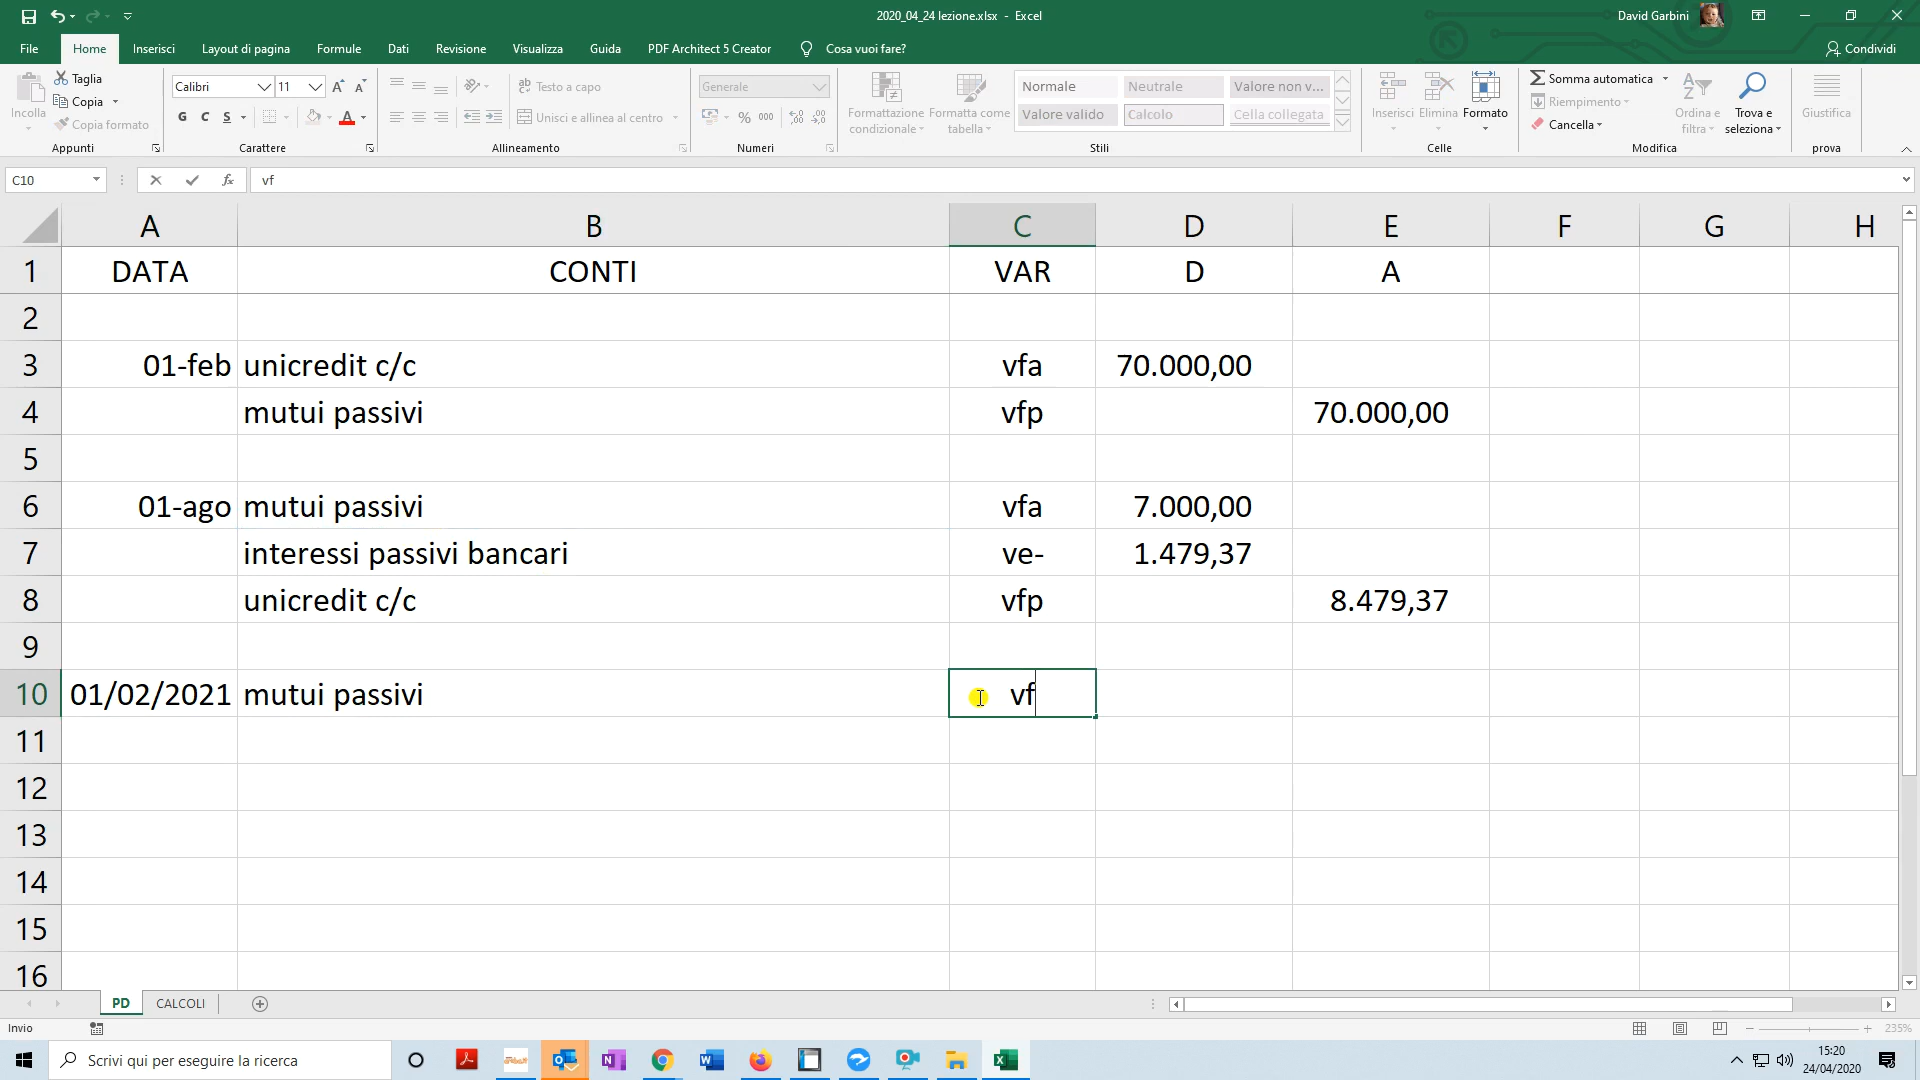 2020_04_24 lezione.xlsx - Excel
David Garbini
File Home Inserisci Layout di pagina Formule Dati Revisione Visualizza Guida PDF Architect 5 Creator Cosa vuoi fare? Condividi
Incolla
Taglia
Copia
Copia formato
Appunti
Calibri 11
G C S
Carattere
Testo a capo
Unisci e allinea al centro
Allineamento
Generale
% 000
Numeri
Formattazione condizionale
Formatta come tabella
Normale Neutrale Valore non v...
Valore valido Calcolo Cella collegata
Stili
Inserisci Elimina Formato
Celle
Somma automatica
Riempimento
Cancella
Ordina e filtra
Trova e seleziona
Modifica
Giustifica
prova
C10 fx vf
A B C D E F G H
1 DATA CONTI VAR D A
2
3 01-feb unicredit c/c vfa 70.000,00
4 mutui passivi vfp 70.000,00
5
6 01-ago mutui passivi vfa 7.000,00
7 interessi passivi bancari ve- 1.479,37
8 unicredit c/c vfp 8.479,37
9
10 01/02/2021 mutui passivi vf
11
12
13
14
15
16
PD CALCOLI
Invio 235%
Scrivi qui per eseguire la ricerca
15:20
24/04/2020